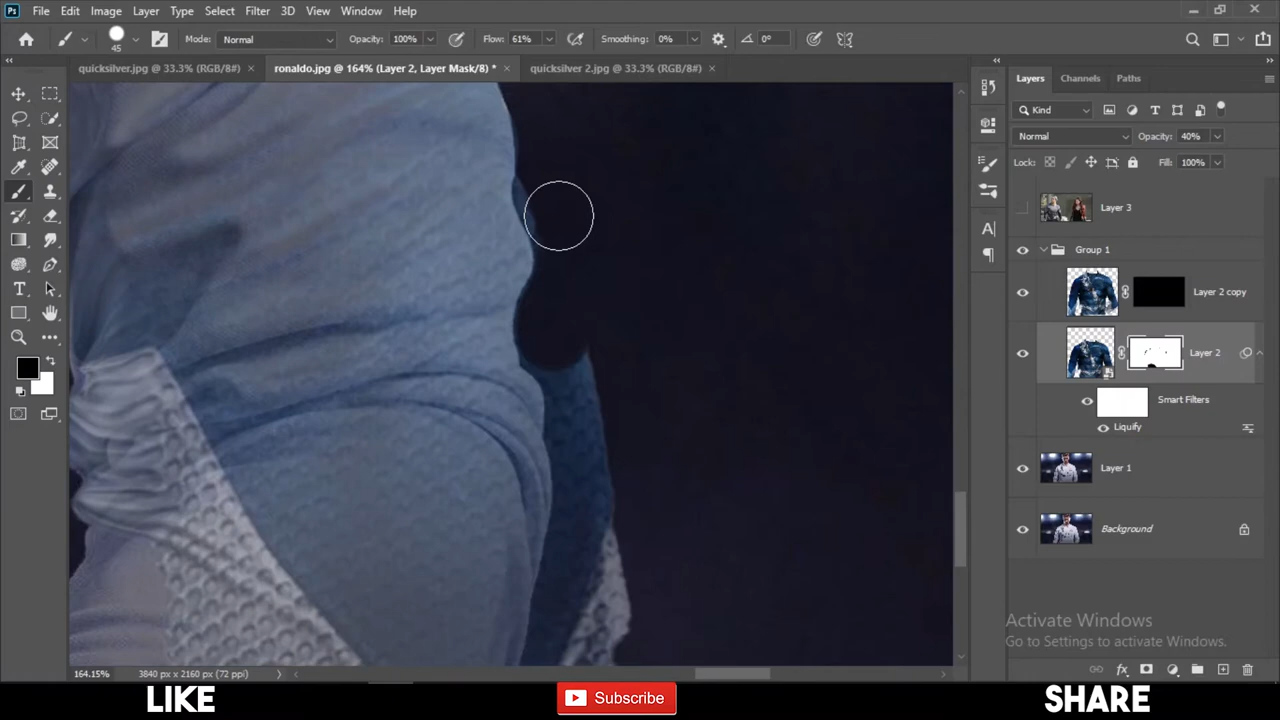 Ps File Edit Image Layer Type Select Filter 3D View Window Help
45 Mode: Normal Opacity: 100% Flow: 61% Smoothing: 0% 0°
quicksilver.jpg @ 33.3% (RGB/8#) × ronaldo.jpg @ 164% (Layer 2, Layer Mask/8) * × quicksilver 2.jpg @ 33.3% (RGB/8#) ×
Layers Channels Paths
Kind
Normal Opacity: 40%
Lock: Fill: 100%
Layer 3
Group 1
Layer 2 copy
Layer 2
Smart Filters
Liquify
Layer 1
Background
Activate Windows
Go to Settings to activate Windows.
164.15% 3840 px x 2160 px (72 ppi)
LIKE Subscribe SHARE